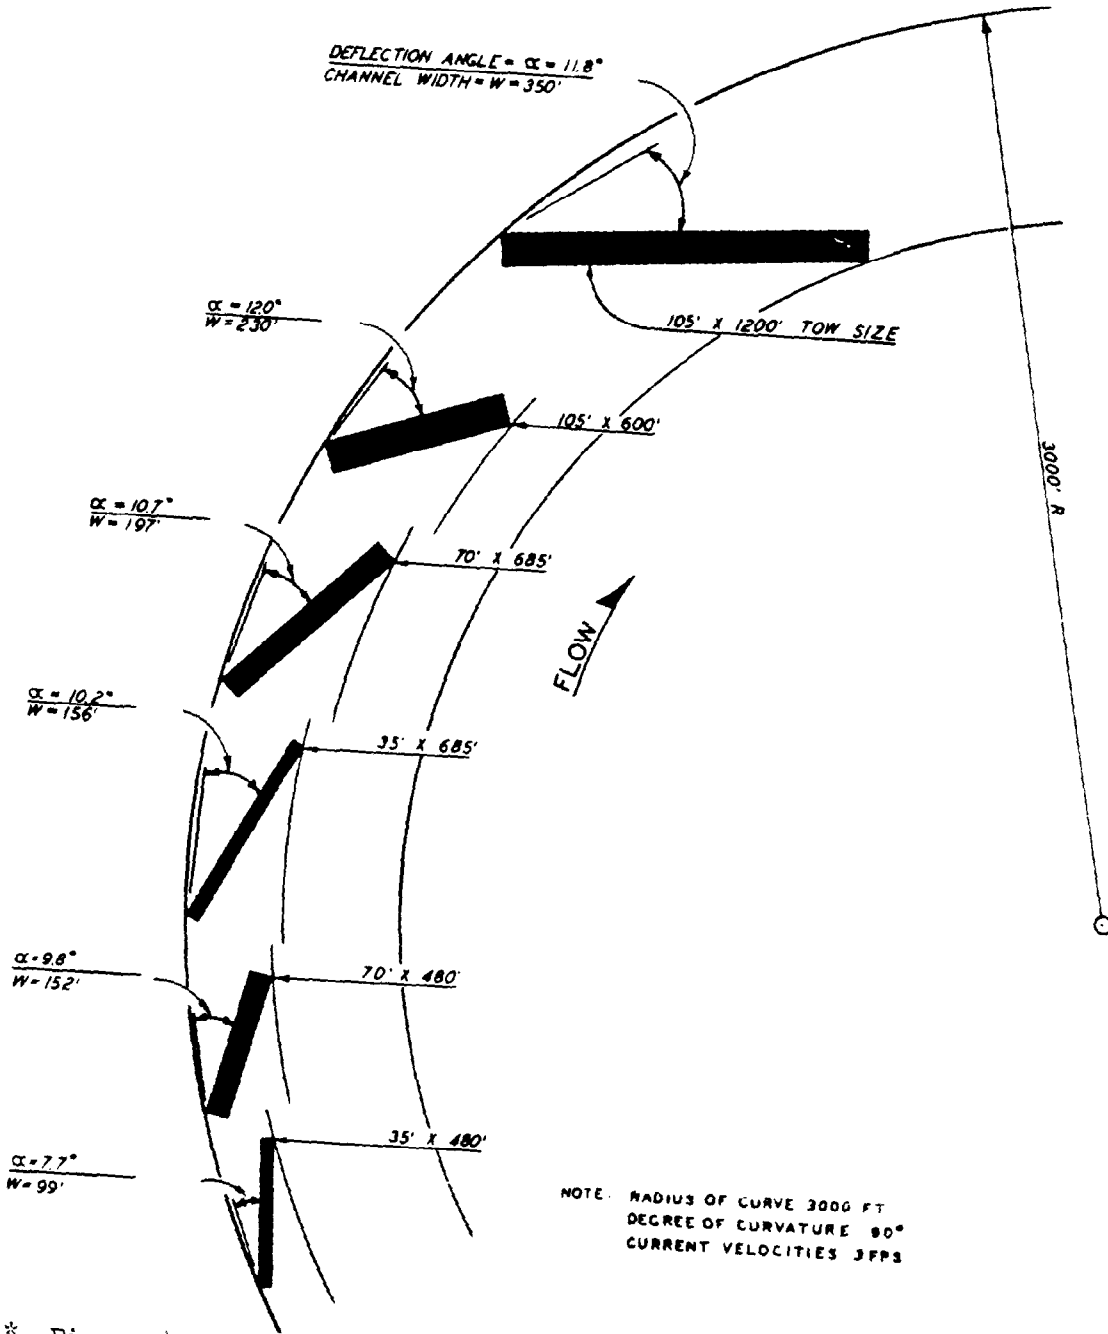 DEFLECTION ANGLE = α = 11.8°
CHANNEL WIDTH = W = 350'
105' X 1200' TOW SIZE
α = 12.0°
W = 230'
105' X 600'
3000' R
α = 10.7°
W = 197'
70' X 685'
FLOW
α = 10.2°
W = 156'
35' X 685'
α = 9.8°
W = 152'
70' X 480'
35' X 480'
α = 7.7°
W = 99'
NOTE: RADIUS OF CURVE 3000 FT
DEGREE OF CURVATURE 90°
CURRENT VELOCITIES 3 FPS